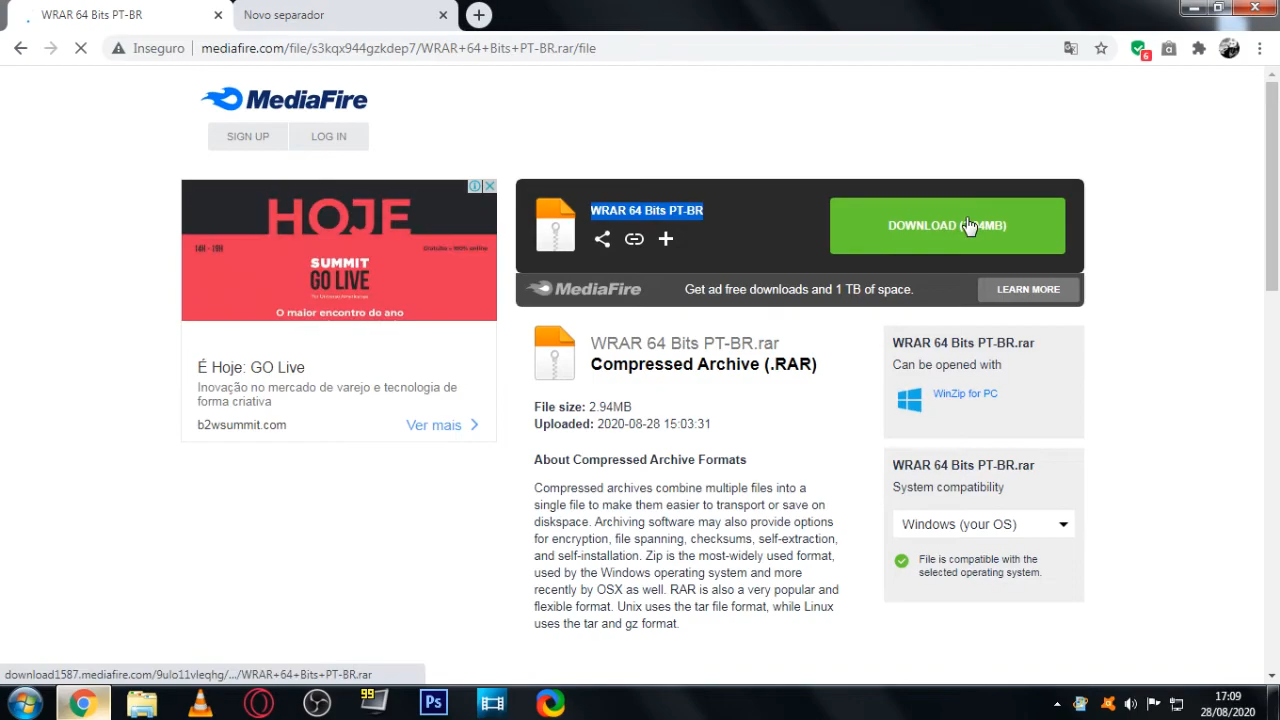 WRAR 64 Bits PT-BR
Novo separador
Inseguro
mediafire.com/file/s3kqx944gzkdep7/WRAR+64+Bits+PT-BR.rar/file
6
MediaFire
SIGN UP
LOG IN
HOJE
14H - 19H
SUMMIT
GO LIVE
O maior encontro do ano
É Hoje: GO Live
Inovação no mercado de varejo e tecnologia de
forma criativa
b2wsummit.com
Ver mais
WRAR 64 Bits PT-BR
DOWNLOAD 4MB)
MediaFire
Get ad free downloads and 1 TB of space.
LEARN MORE
WRAR 64 Bits PT-BR.rar
Compressed Archive (.RAR)
File size: 2.94MB
Uploaded: 2020-08-28 15:03:31
About Compressed Archive Formats
Compressed archives combine multiple files into a
single file to make them easier to transport or save on
diskspace. Archiving software may also provide options
for encryption, file spanning, checksums, self-extraction,
and self-installation. Zip is the most-widely used format,
used by the Windows operating system and more
recently by OSX as well. RAR is also a very popular and
flexible format. Unix uses the tar file format, while Linux
uses the tar and gz format.
WRAR 64 Bits PT-BR.rar
Can be opened with
WinZip for PC
WRAR 64 Bits PT-BR.rar
System compatibility
Windows (your OS)
File is compatible with the
selected operating system.
download1587.mediafire.com/9ulo11vleqhg/.../WRAR+64+Bits+PT-BR.rar
99
Ps
17:09
28/08/2020